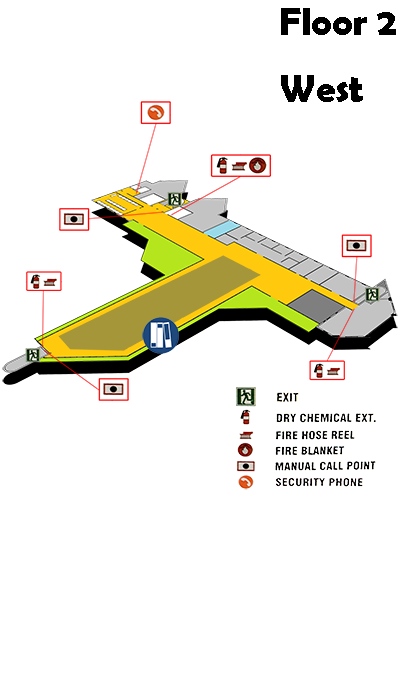 Floor 2
West
EXIT
DRY CHEMICAL EXT.
FIRE HOSE REEL
FIRE BLANKET
MANUAL CALL POINT
SECURITY PHONE